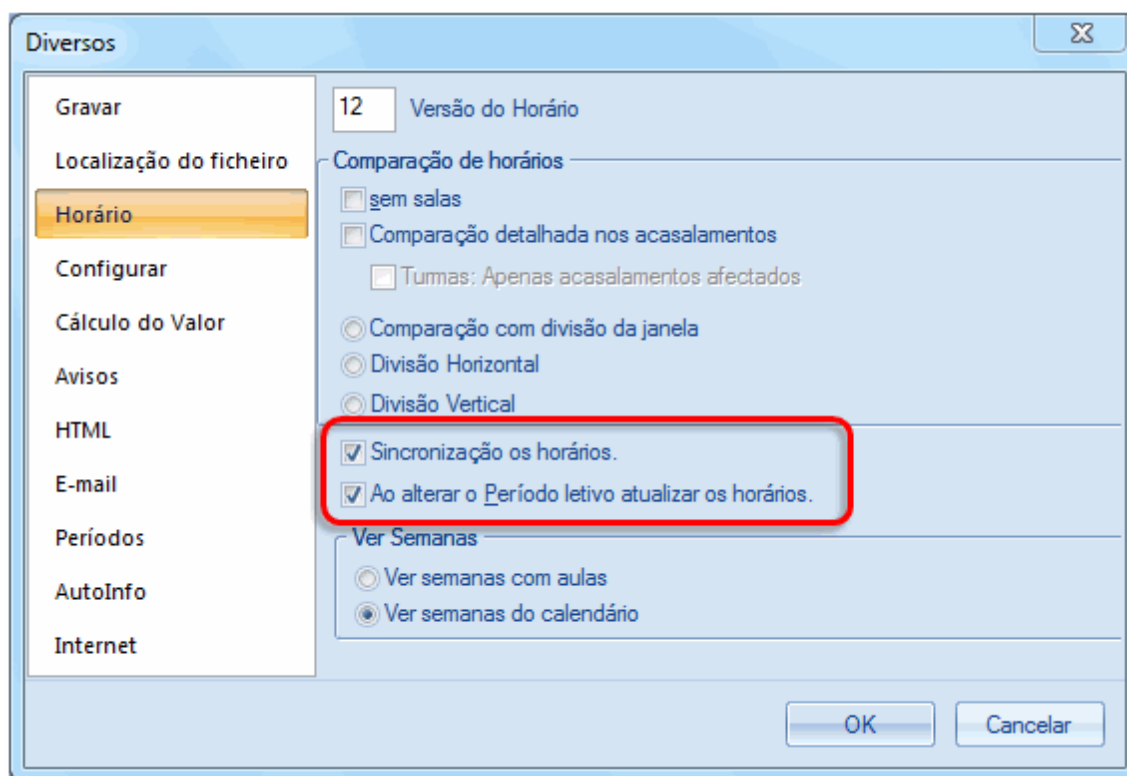 Diversos
Gravar
Localização do ficheiro
Horário
Configurar
Cálculo do Valor
Avisos
HTML
E-mail
Períodos
AutoInfo
Internet
12 Versão do Horário
Comparação de horários
sem salas
Comparação detalhada nos acasalamentos
Turmas: Apenas acasalamentos afectados
Comparação com divisão da janela
Divisão Horizontal
Divisão Vertical
Sincronização os horários.
Ao alterar o Período letivo atualizar os horários.
Ver Semanas
Ver semanas com aulas
Ver semanas do calendário
OK Cancelar